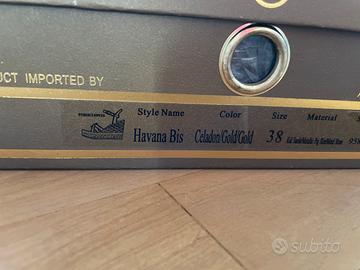 UCT IMPORTED BY
Style Name Color Size Material
Havana Bis Celadon/Gold/Gold 38
subito